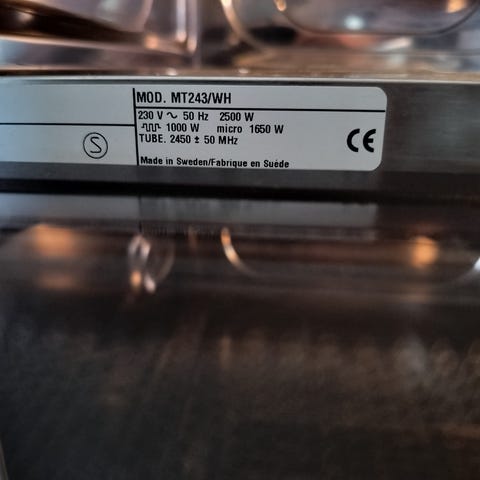 MOD. MT243/WH
230 V ~ 50 Hz 2500 W
1000 W micro 1650 W
TUBE. 2450 ± 50 MHz
Made in Sweden/Fabrique en Suéde
S
CE